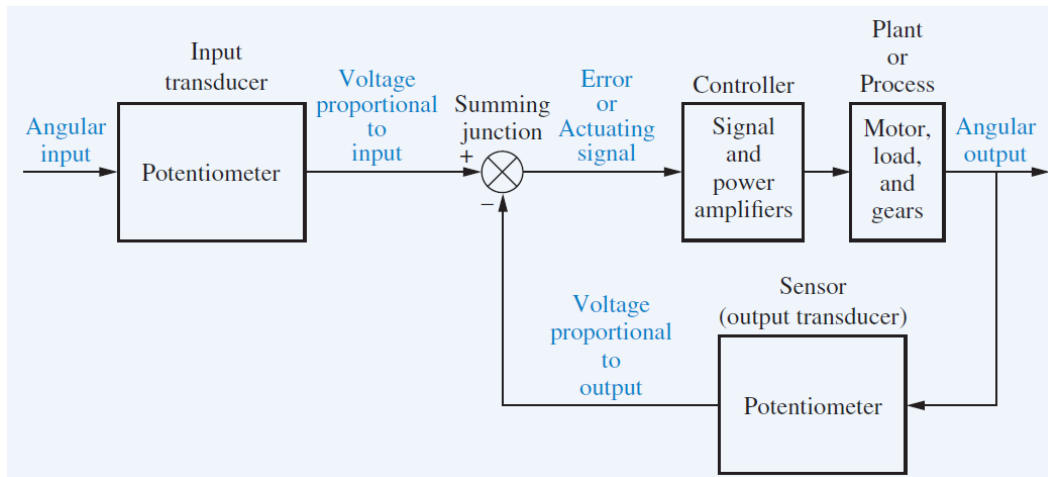 Input
transducer
Angular
input
Potentiometer
Voltage
proportional
to
input
Summing
junction
+
−
Error
or
Actuating
signal
Controller
Signal
and
power
amplifiers
Plant
or
Process
Motor,
load,
and
gears
Angular
output
Sensor
(output transducer)
Potentiometer
Voltage
proportional
to
output